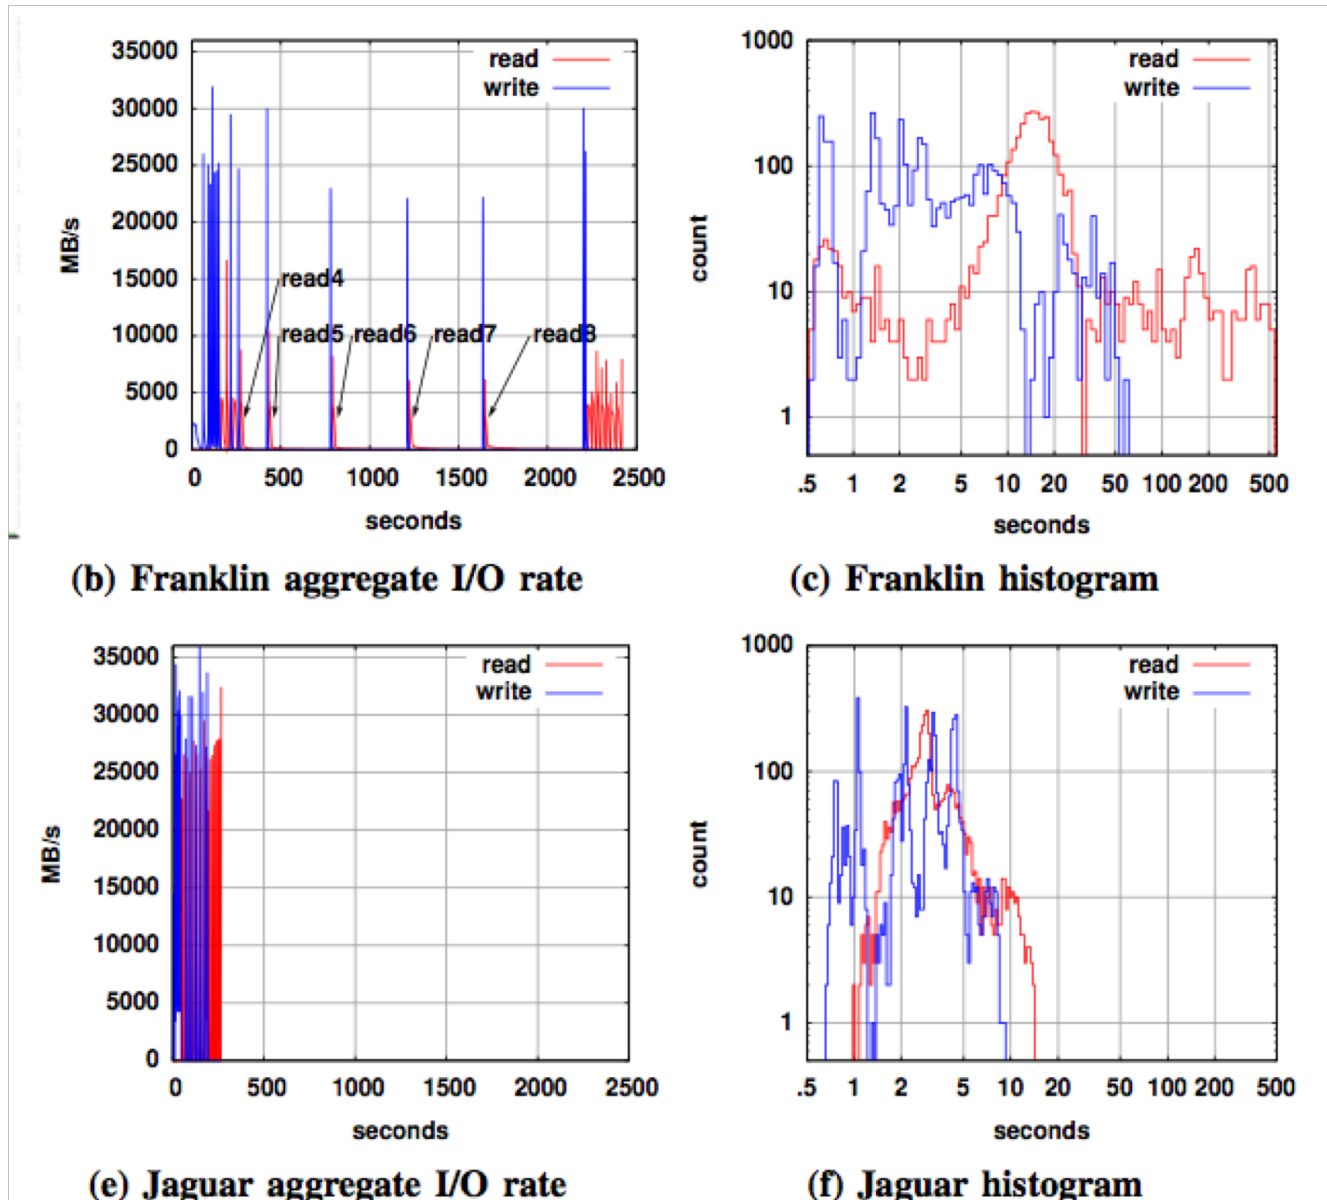 35000
30000
25000
20000
15000
10000
5000
0
MB/s
read
write
read4
read5
read6
read7
read8
0 500 1000 1500 2000 2500
seconds
(b) Franklin aggregate I/O rate
1000
100
10
1
count
read
write
.5 1 2 5 10 20 50 100 200 500
seconds
(c) Franklin histogram
35000
30000
25000
20000
15000
10000
5000
0
MB/s
read
write
0 500 1000 1500 2000 2500
seconds
(e) Jaguar aggregate I/O rate
1000
100
10
1
count
read
write
.5 1 2 5 10 20 50 100 200 500
seconds
(f) Jaguar histogram